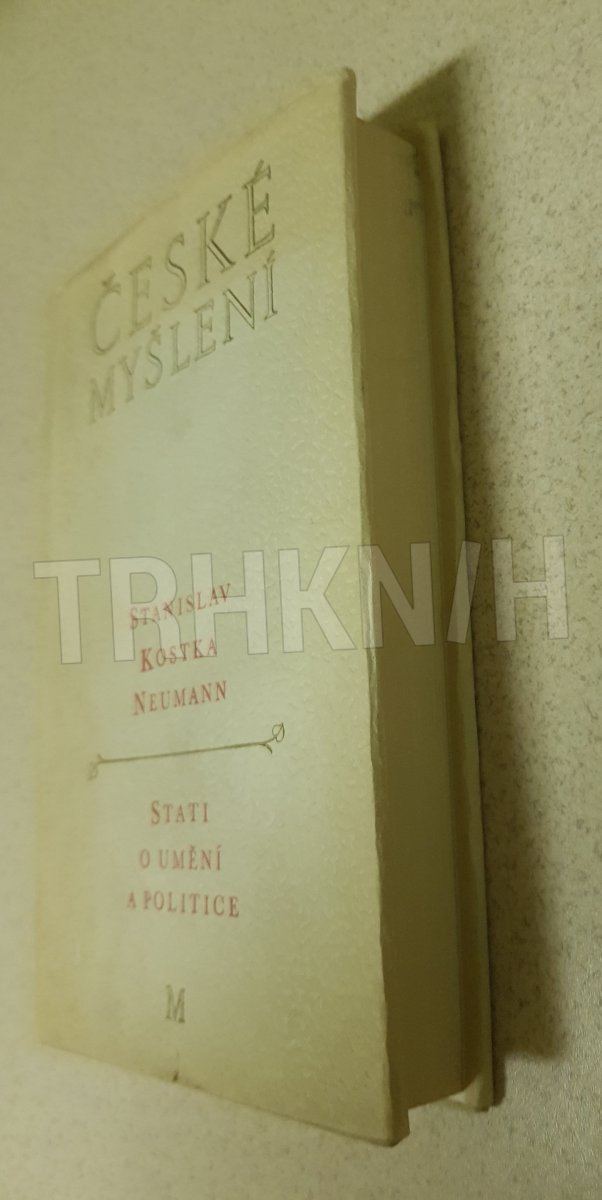 ČESKÉ
MYŠLENÍ
TRHKNIH
STANISLAV
KOSTKA
NEUMANN
STATI
O UMĚNÍ
A POLITICE
M